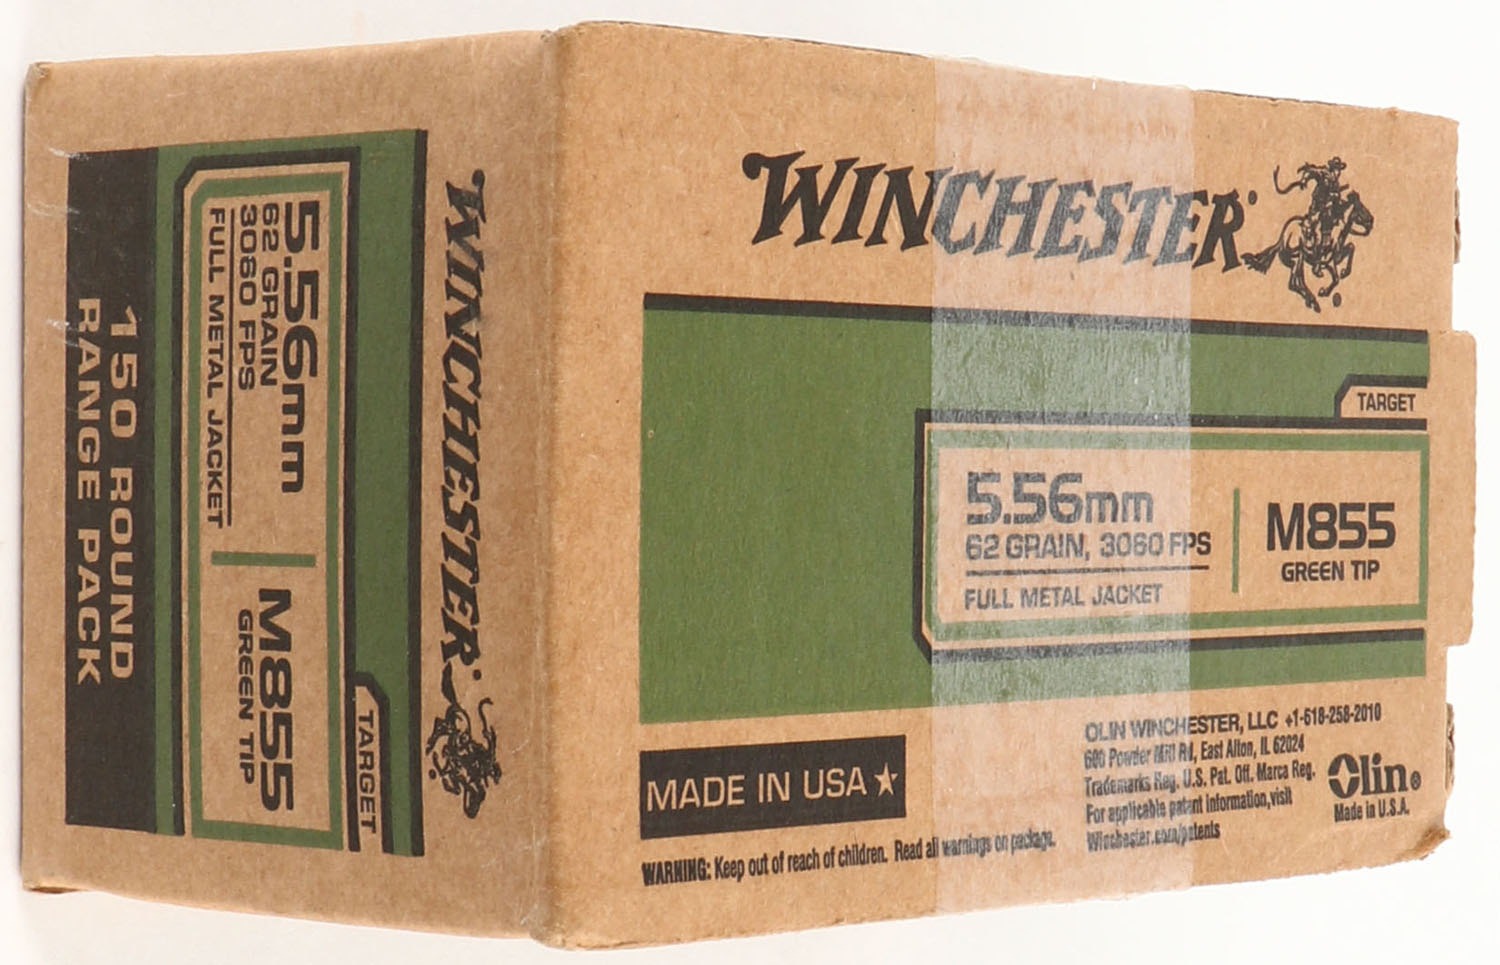 WINCHESTER
TARGET
5.56mm
62 GRAIN
3060 FPS
FULL METAL JACKET
M855
GREEN TIP
150 ROUND
RANGE PACK
WINCHESTER
TARGET
5.56mm
62 GRAIN, 3060 FPS
FULL METAL JACKET
M855
GREEN TIP
MADE IN USA
WARNING: Keep out of reach of children. Read all warnings on package.
OLIN WINCHESTER, LLC +1-618-258-2010
600 Powder Mill Rd, East Alton, IL 62024
Trademarks Reg. U.S. Pat. Off. Marca Reg.
For applicable patent information,visit
Winchester.com/patents
Olin®
Made in U.S.A.